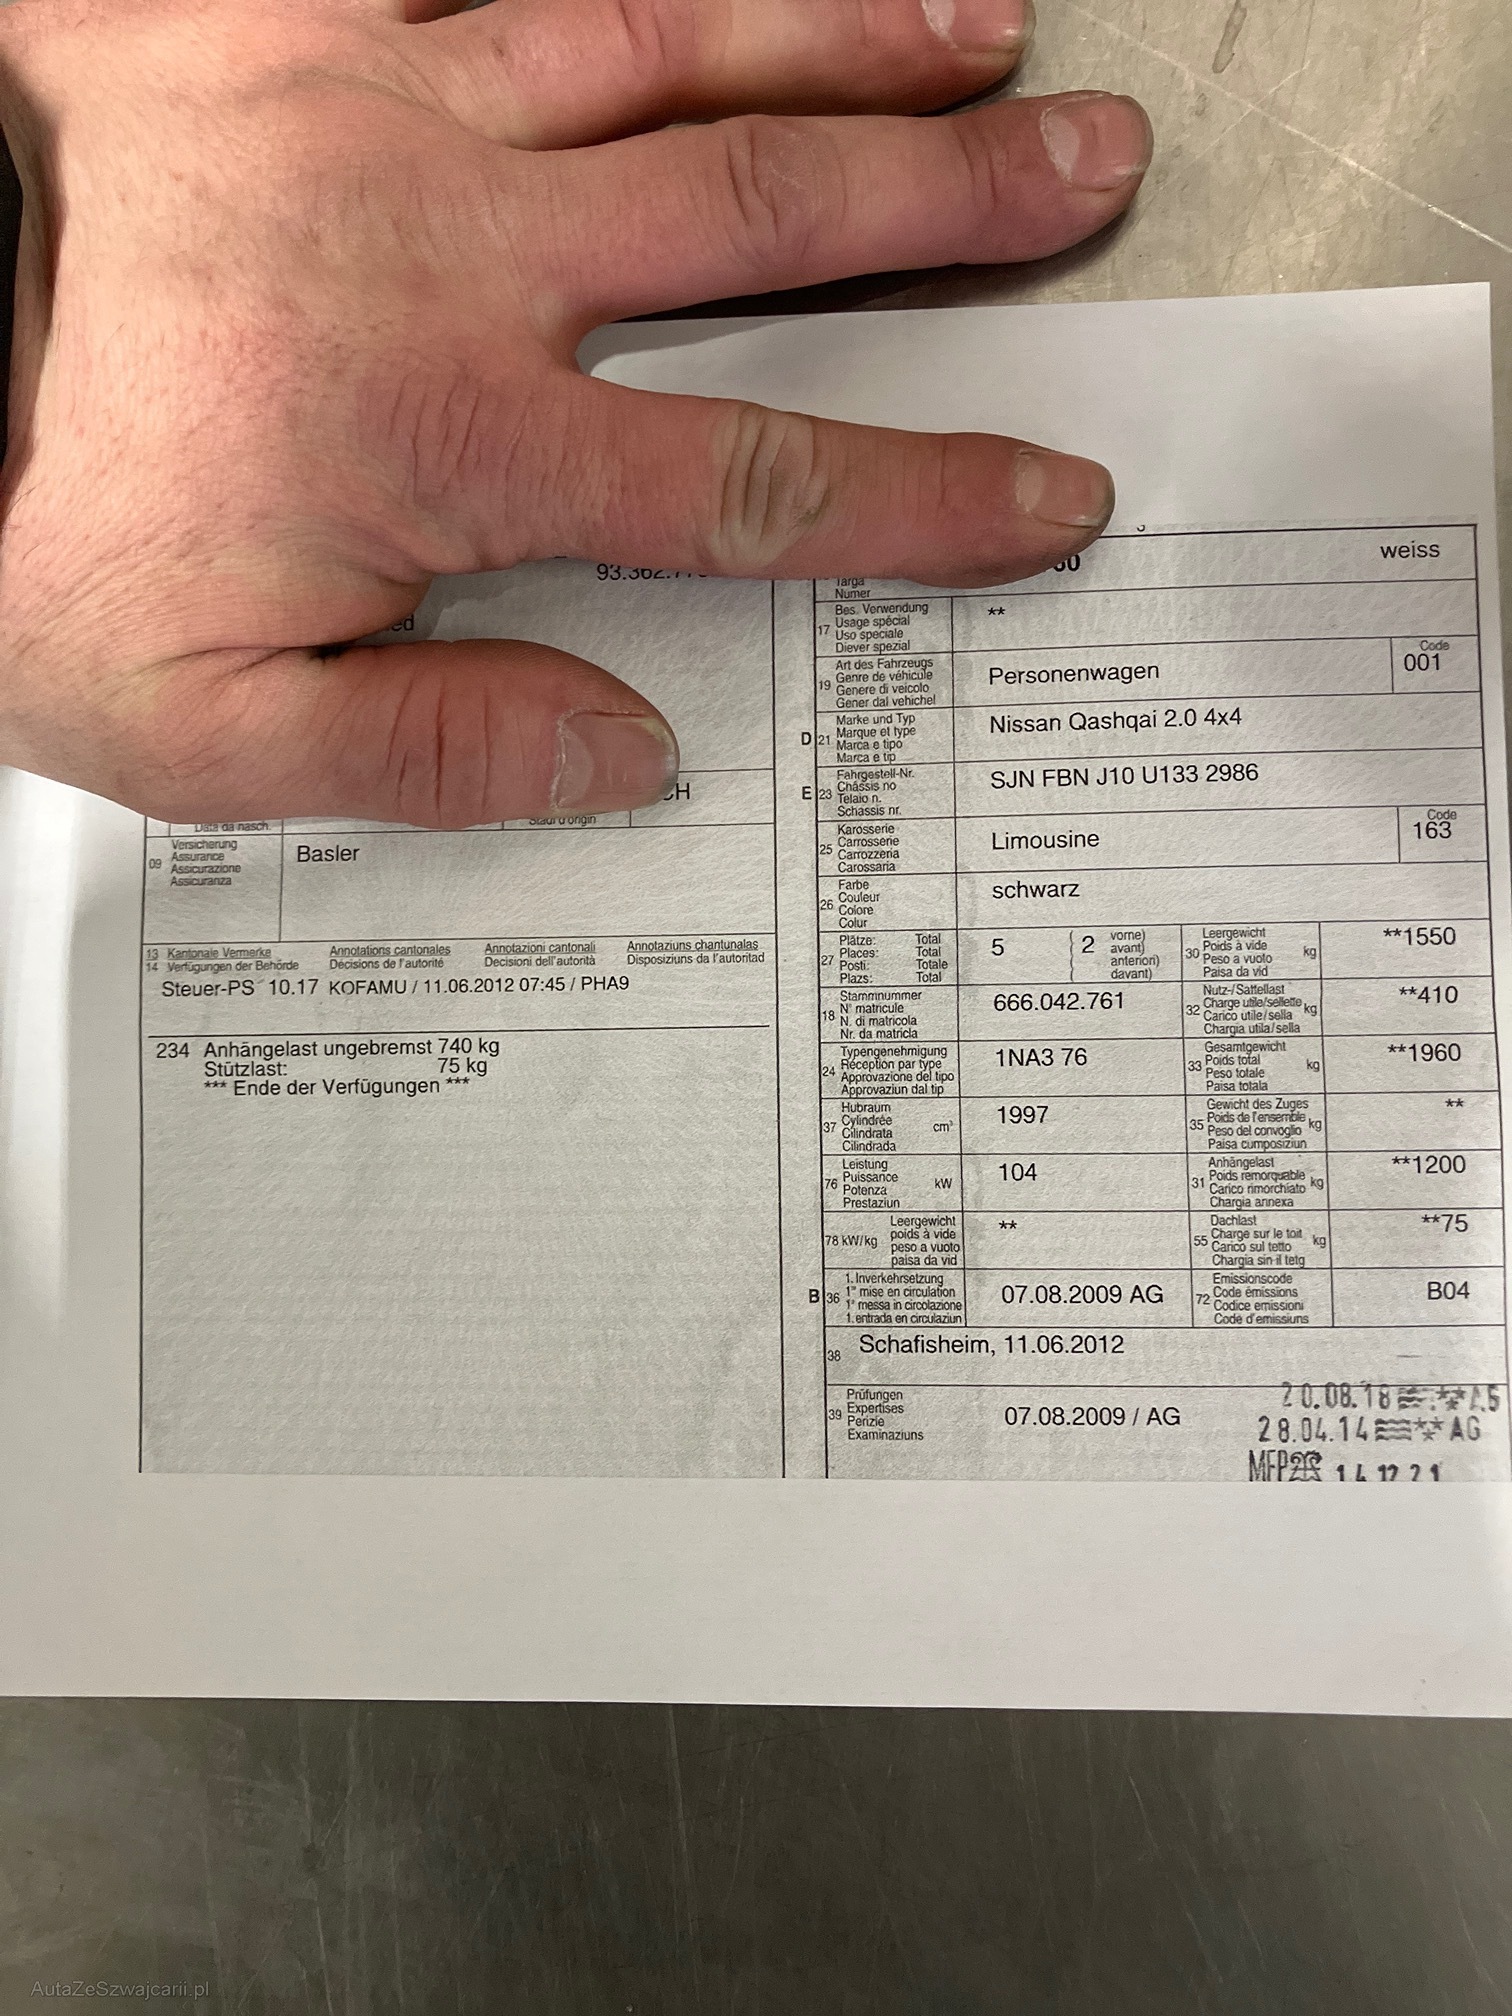 weiss
Targa
Numer
17 Bes. Verwendung
Usage spécial
Uso speciale
Diever spezial
**
19 Art des Fahrzeugs
Genre de véhicule
Genere di veicolo
Gener dal vehichel
Personenwagen
Code
001
D 21 Marke und Typ
Marque et type
Marca e tipo
Marca e tip
Nissan Qashqai 2.0 4x4
E 23 Fahrgestell-Nr.
Châssis no
Telaio n.
Schassis nr.
SJN FBN J10 U133 2986
25 Karosserie
Carrosserie
Carrozzeria
Carossaria
Limousine
Code
163
26 Farbe
Couleur
Colore
Colur
schwarz
27 Plätze: Total
Places: Total
Posti: Totale
Plazs: Total
5 ( 2 vorne)
avant)
anteriori)
davant)
30 Leergewicht
Poids à vide kg
Peso a vuoto
Paisa da vid
**1550
18 Stammnummer
N° matricule
N. di matricola
Nr. da matricla
666.042.761
32 Nutz-/Sattellast
Charge utile/sellette kg
Carico utile/sella
Chargia utila/sella
**410
24 Typengenehmigung
Réception par type
Approvazione del tipo
Approvaziun dal tip
1NA3 76
33 Gesamtgewicht
Poids total kg
Peso totale
Paisa totala
**1960
37 Hubraum
Cylindrée cm³
Cilindrata
Cilindrada
1997
35 Gewicht des Zuges
Poids de l'ensemble kg
Peso del convoglio
Paisa cumposiziun
**
76 Leistung
Puissance kW
Potenza
Prestaziun
104
31 Anhängelast
Poids remorquable kg
Carico rimorchiato
Chargia annexa
**1200
78 kW/kg Leergewicht
poids à vide
peso a vuoto
paisa da vid
**
55 Dachlast
Charge sur le toit kg
Carico sul tetto
Chargia sin il tetg
**75
B 36 1. Inverkehrsetzung
1re mise en circulation
1a messa in circolazione
1. entrada en circulaziun
07.08.2009 AG
72 Emissionscode
Code émissions
Codice emissioni
Code d'emissiuns
B04
38 Schafisheim, 11.06.2012
39 Prüfungen
Expertises
Perizie
Examinaziuns
07.08.2009 / AG
20.08.18
28.04.14 ** AG
14 12 21
CH
Data da nasch.
09 Versicherung
Assurance
Assicurazione
Assicuranza
Basler
13 Kantonale Vermerke Annotations cantonales Annotazioni cantonali Annotaziuns chantunalas
14 Verfügungen der Behörde Décisions de l'autorité Decisioni dell'autorità Disposiziuns da l'autoritad
Steuer-PS 10.17 KOFAMU / 11.06.2012 07:45 / PHA9
234 Anhängelast ungebremst 740 kg
Stützlast: 75 kg
*** Ende der Verfügungen ***
AutaZeSzwajcarii.pl